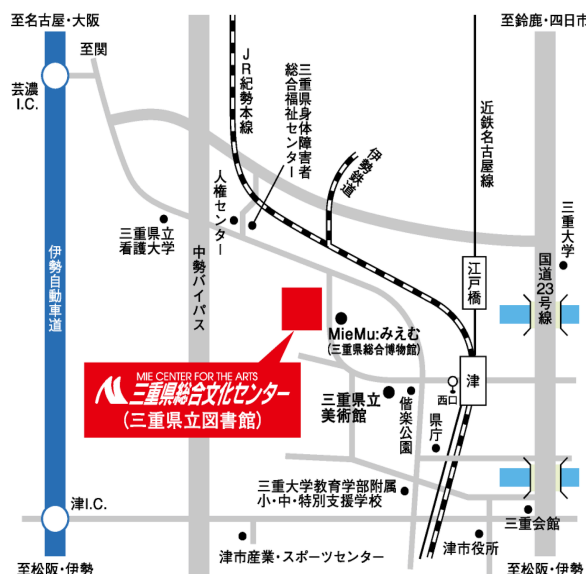 至名古屋・大阪
至関
至鈴鹿・四日市
芸濃
I.C.
JR紀勢本線
三重県身体障害者
総合福祉センター
近鉄名古屋線
伊勢鉄道
人権センター
三重県立
看護大学
三重大学
伊勢自動車道
中勢バイパス
江戸橋
国道23号線
MieMu:みえむ
(三重県総合博物館)
MIE CENTER FOR THE ARTS
三重県総合文化センター
(三重県立図書館)
津
西口
三重県立
美術館
偕楽公園
県庁
三重大学教育学部附属
小・中・特別支援学校
津I.C.
三重会館
津市産業・スポーツセンター
津市役所
至松阪・伊勢
至松阪・伊勢